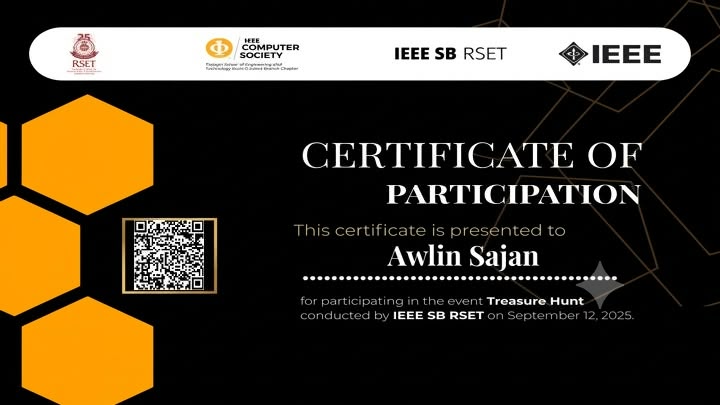 25
RSET
IEEE
COMPUTER
SOCIETY
IEEE SB RSET
IEEE
CERTIFICATE OF
PARTICIPATION
This certificate is presented to
Awlin Sajan
for participating in the event Treasure Hunt
conducted by IEEE SB RSET on September 12, 2025.